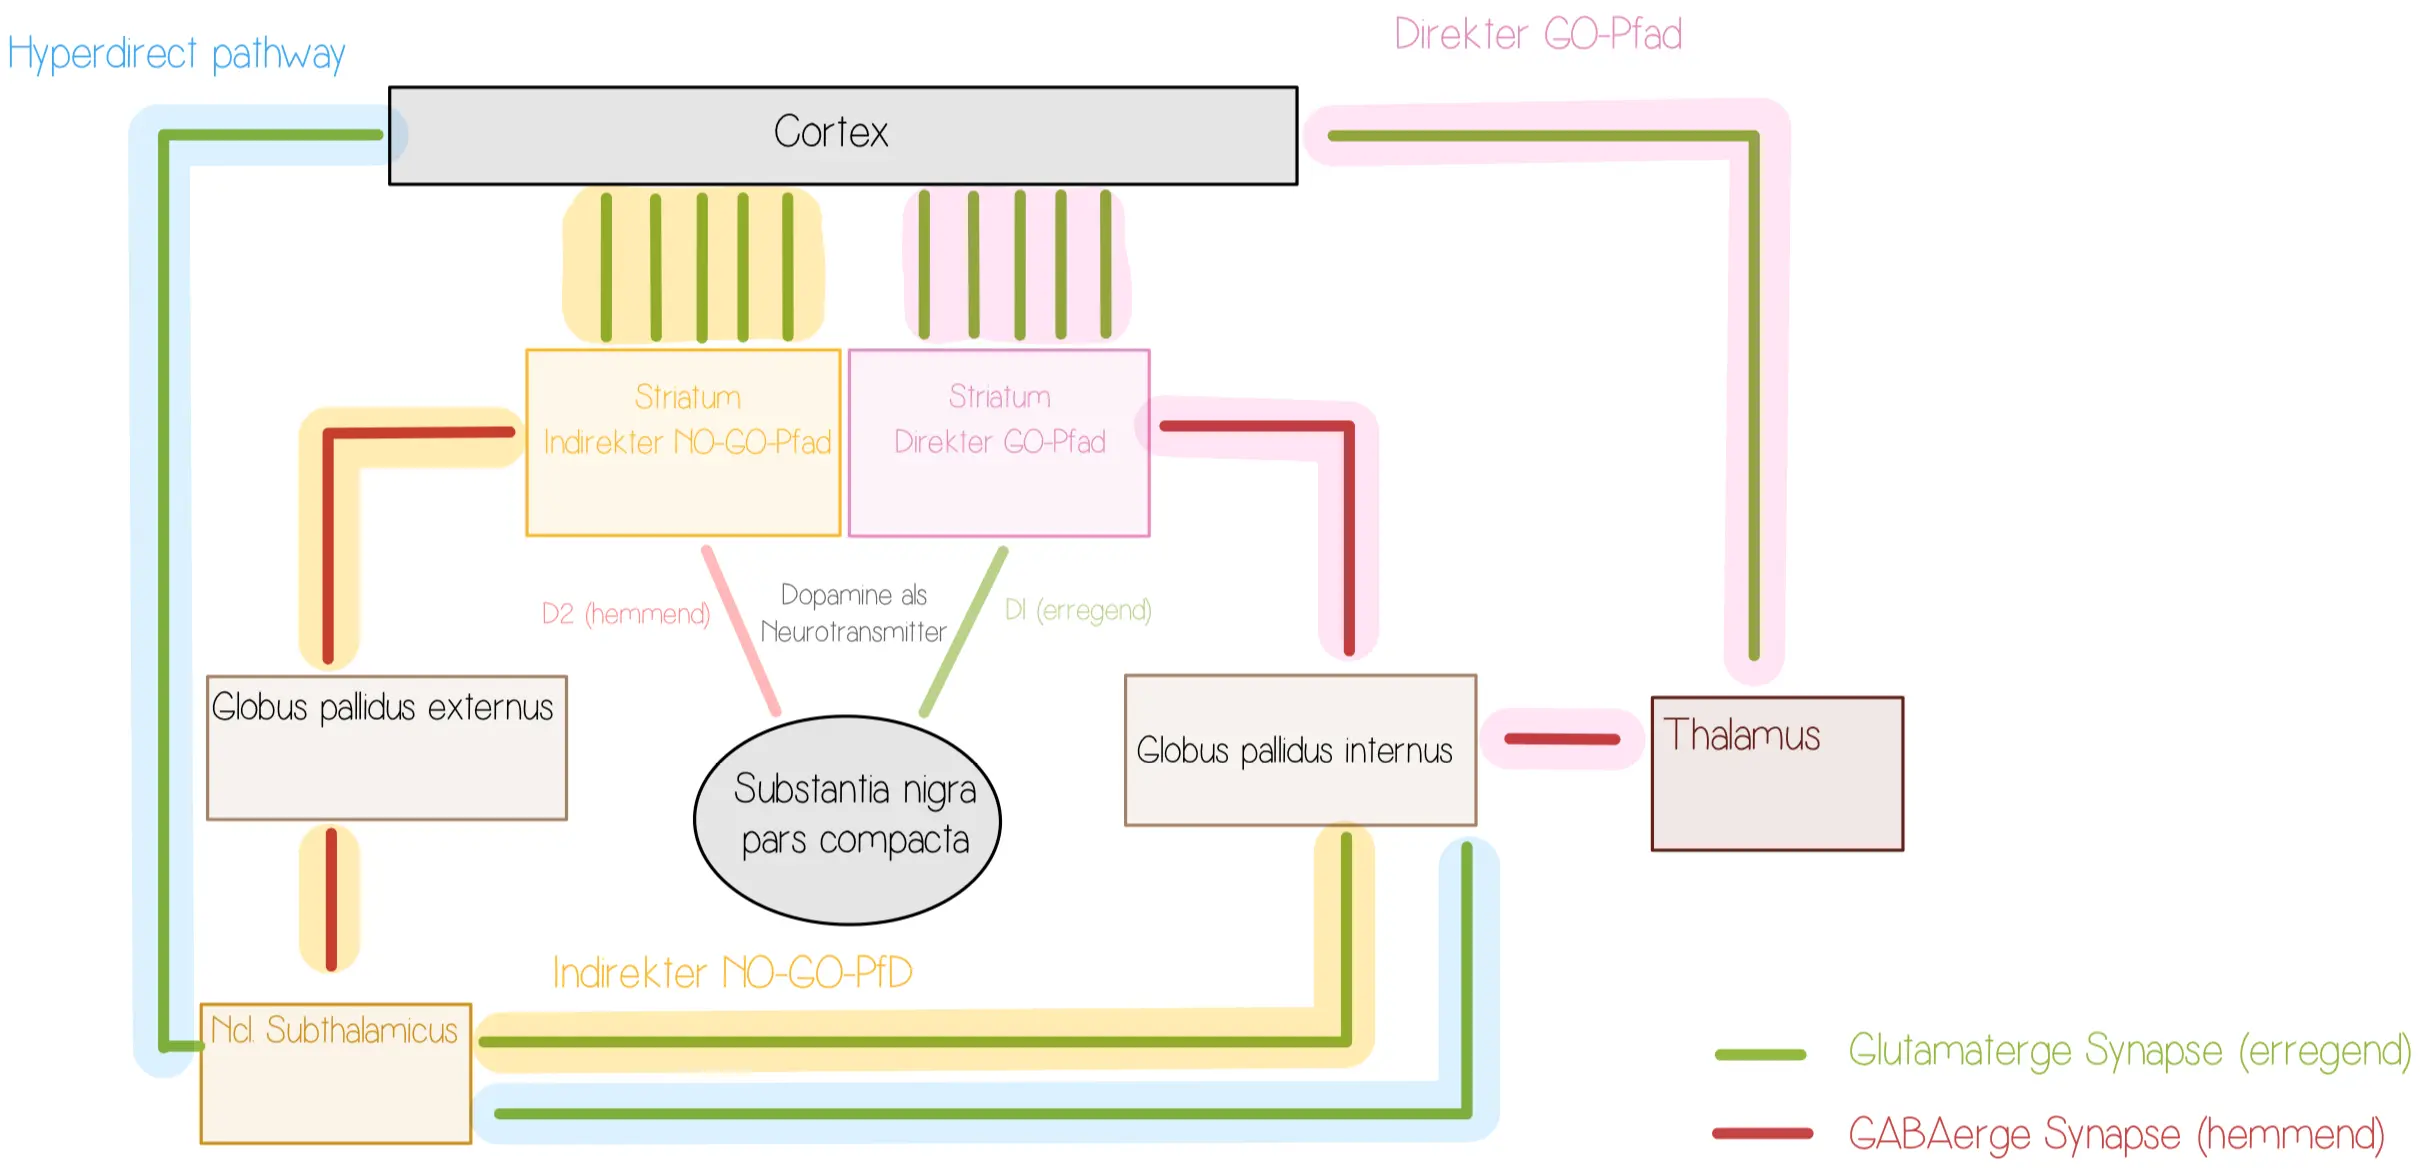 Hyperdirect pathway
Direkter GO-Pfad
Cortex
Striatum
Indirekter NO-GO-Pfad
Striatum
Direkter GO-Pfad
D2 (hemmend)
Dopamine als
Neurotransmitter
D1 (erregend)
Globus pallidus externus
Substantia nigra
pars compacta
Globus pallidus internus
Thalamus
Indirekter NO-GO-PfD
Ncl. Subthalamicus
Glutamaterge Synapse (erregend)
GABAerge Synapse (hemmend)